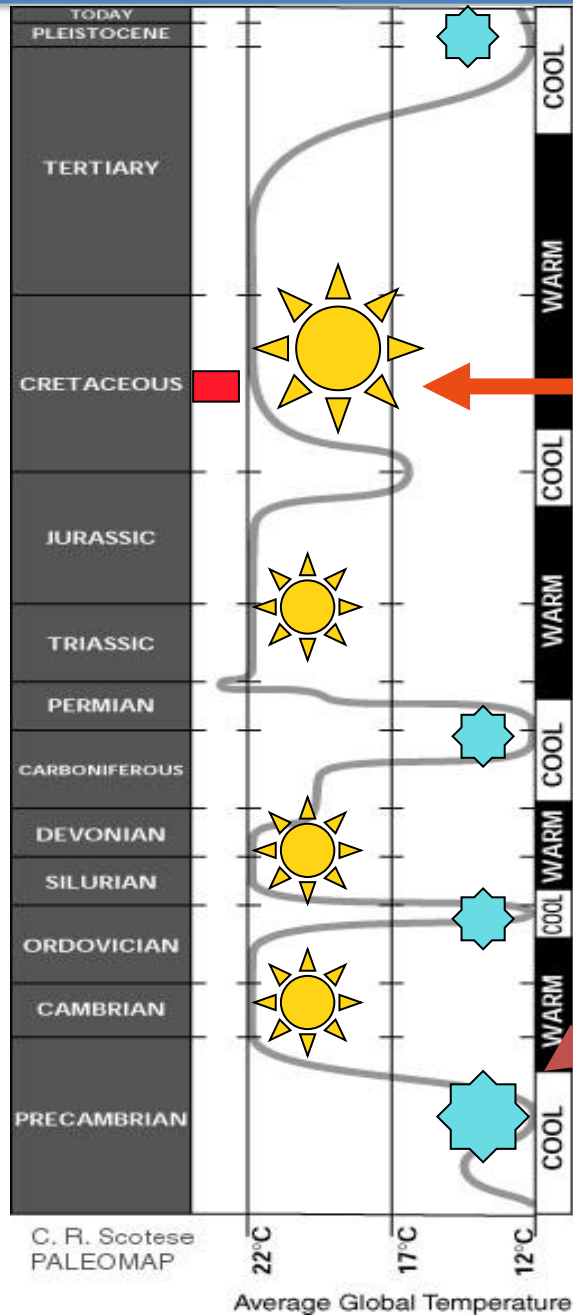 TODAY
PLEISTOCENE
COOL
TERTIARY
WARM
CRETACEOUS
COOL
JURASSIC
WARM
TRIASSIC
PERMIAN
COOL
CARBONIFEROUS
DEVONIAN
WARM
SILURIAN
COOL
ORDOVICIAN
WARM
CAMBRIAN
PRECAMBRIAN
COOL
C. R. Scotese
PALEOMAP
22°C
17°C
12°C
Average Global Temperature